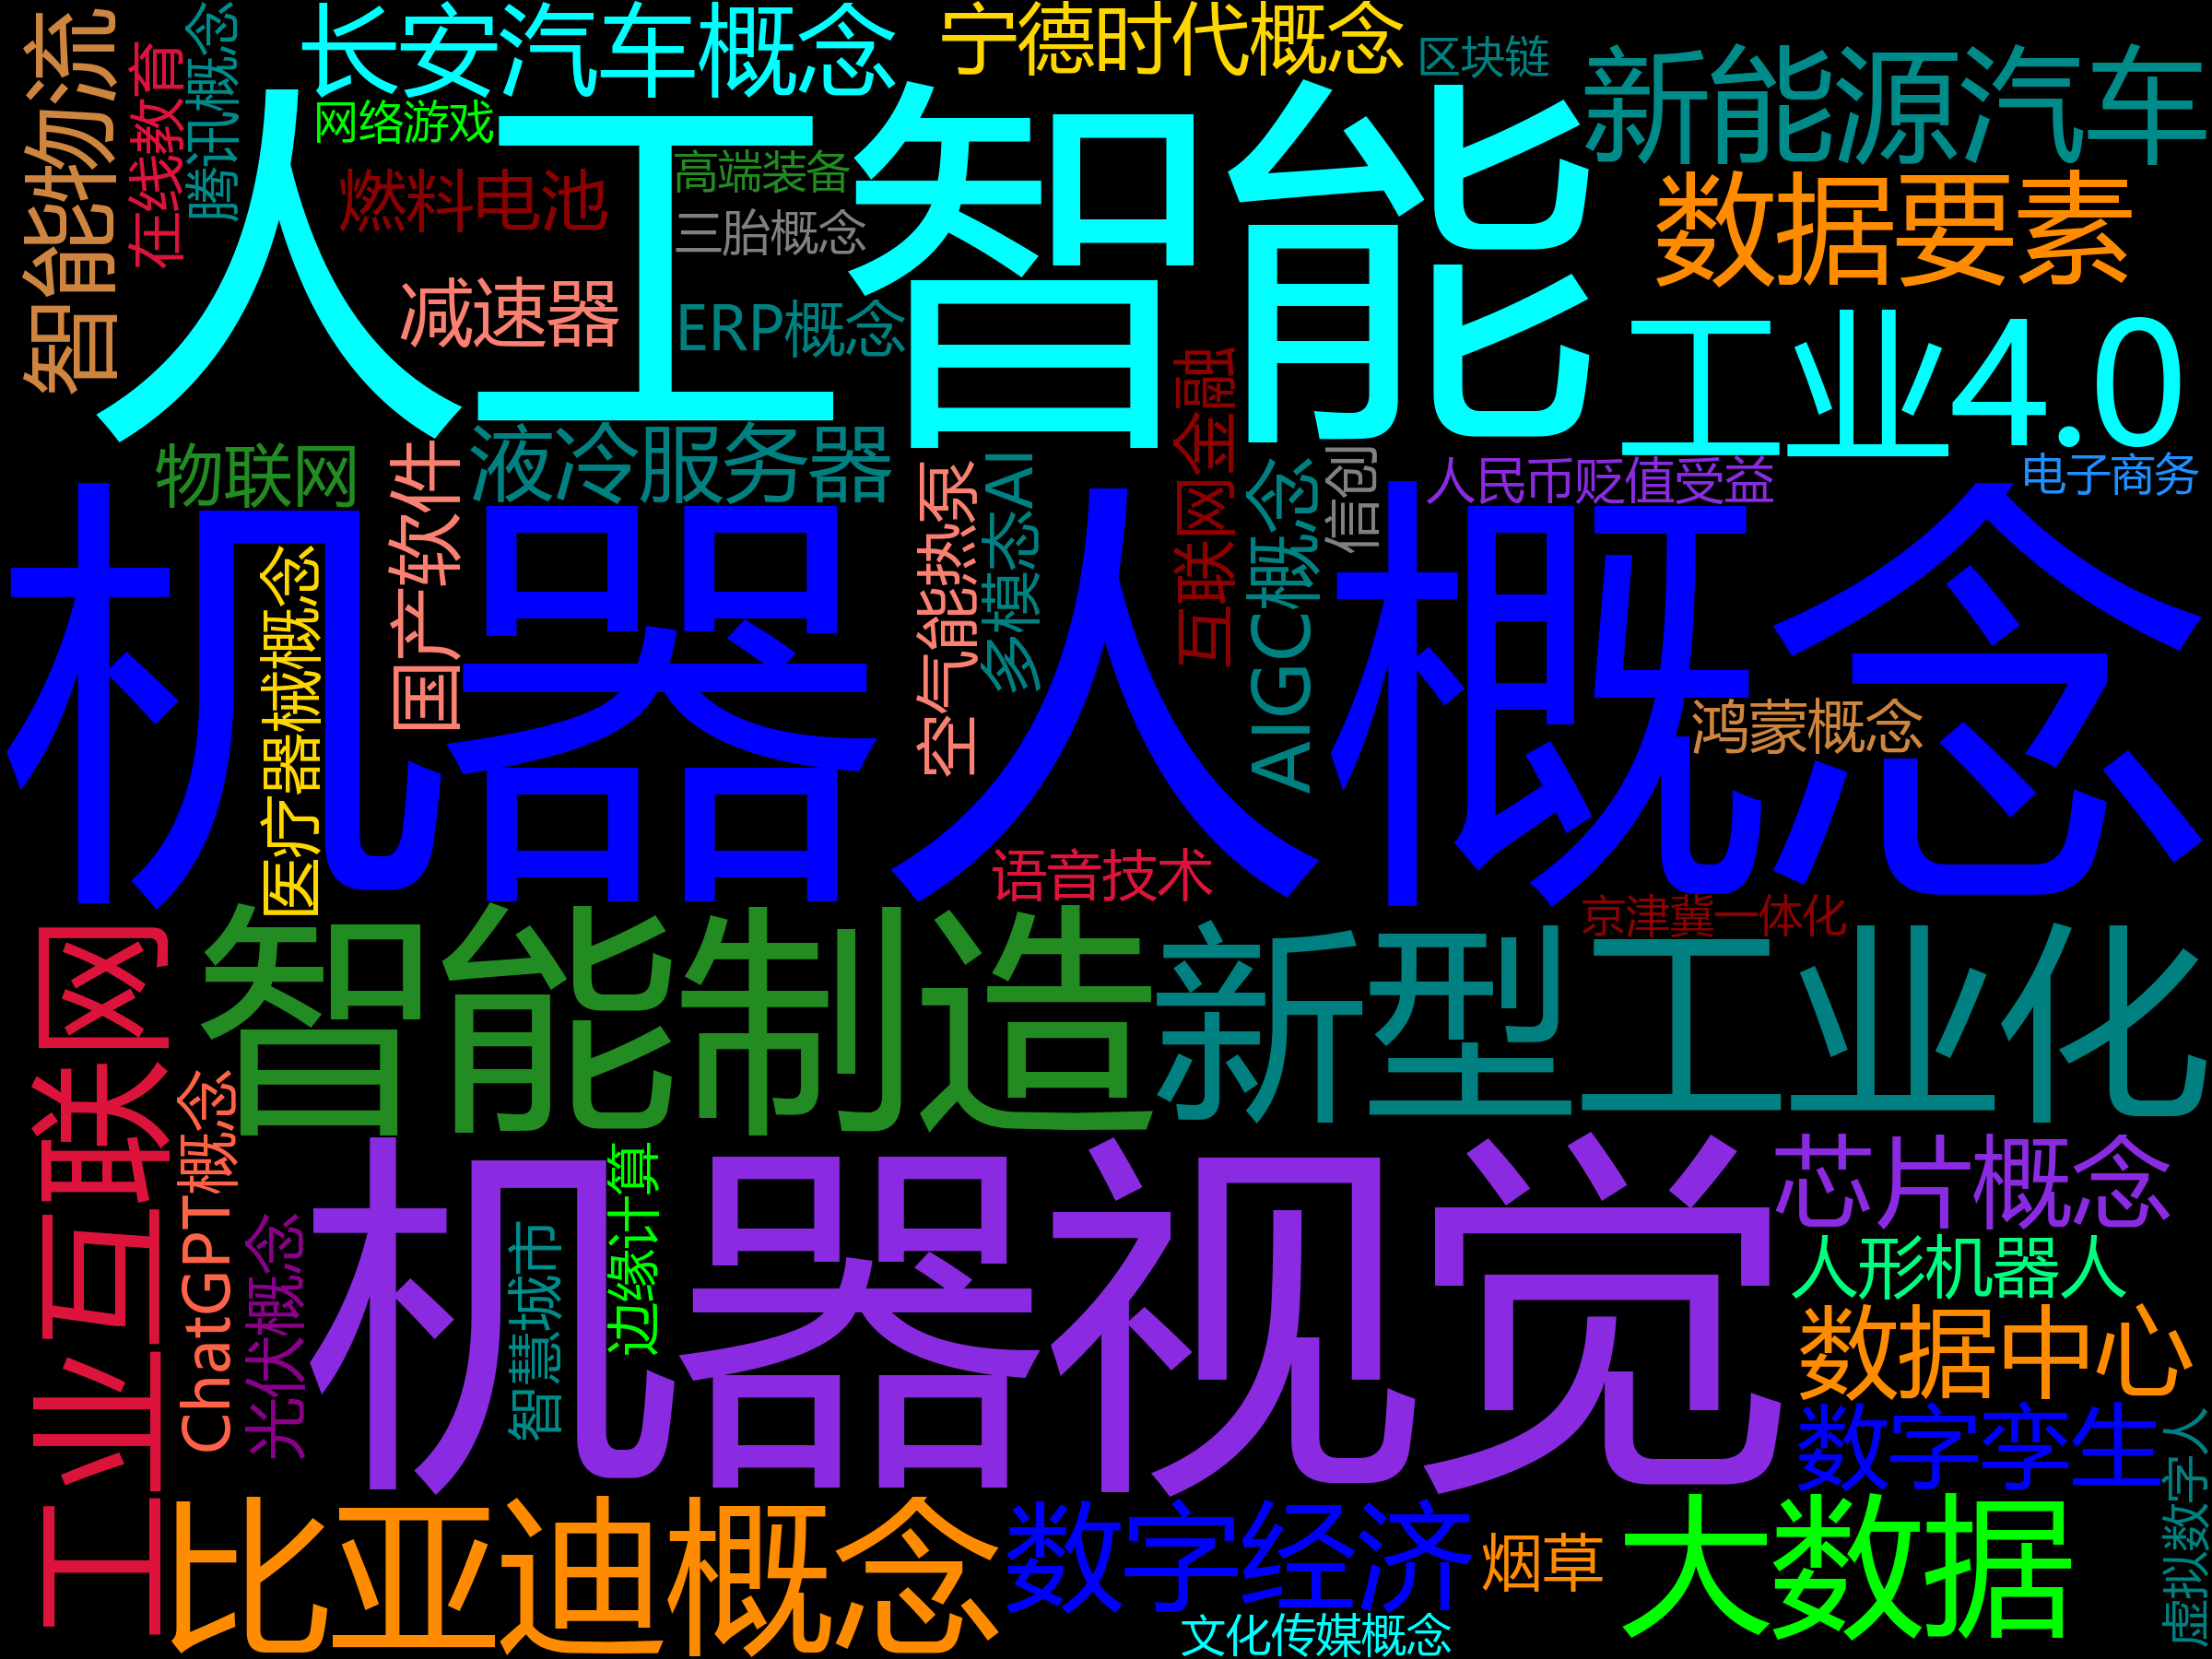 长安汽车概念
宁德时代概念
区块链
新能源汽车
智能物流
在线教育
腾讯概念
网络游戏
人工智能
高端装备
燃料电池
三胎概念
数据要素
减速器
ERP概念
工业4.0
物联网
国产软件
液冷服务器
空气能热泵
多模态AI
互联网金融
AIGC概念
信创
人民币贬值受益
电子商务
机器人概念
医疗器械概念
鸿蒙概念
语音技术
京津冀一体化
工业互联网
智能制造
新型工业化
ChatGPT概念
光伏概念
机器视觉
智慧城市
边缘计算
芯片概念
人形机器人
数据中心
数字孪生
虚拟数字人
比亚迪概念
数字经济
烟草
大数据
文化传媒概念